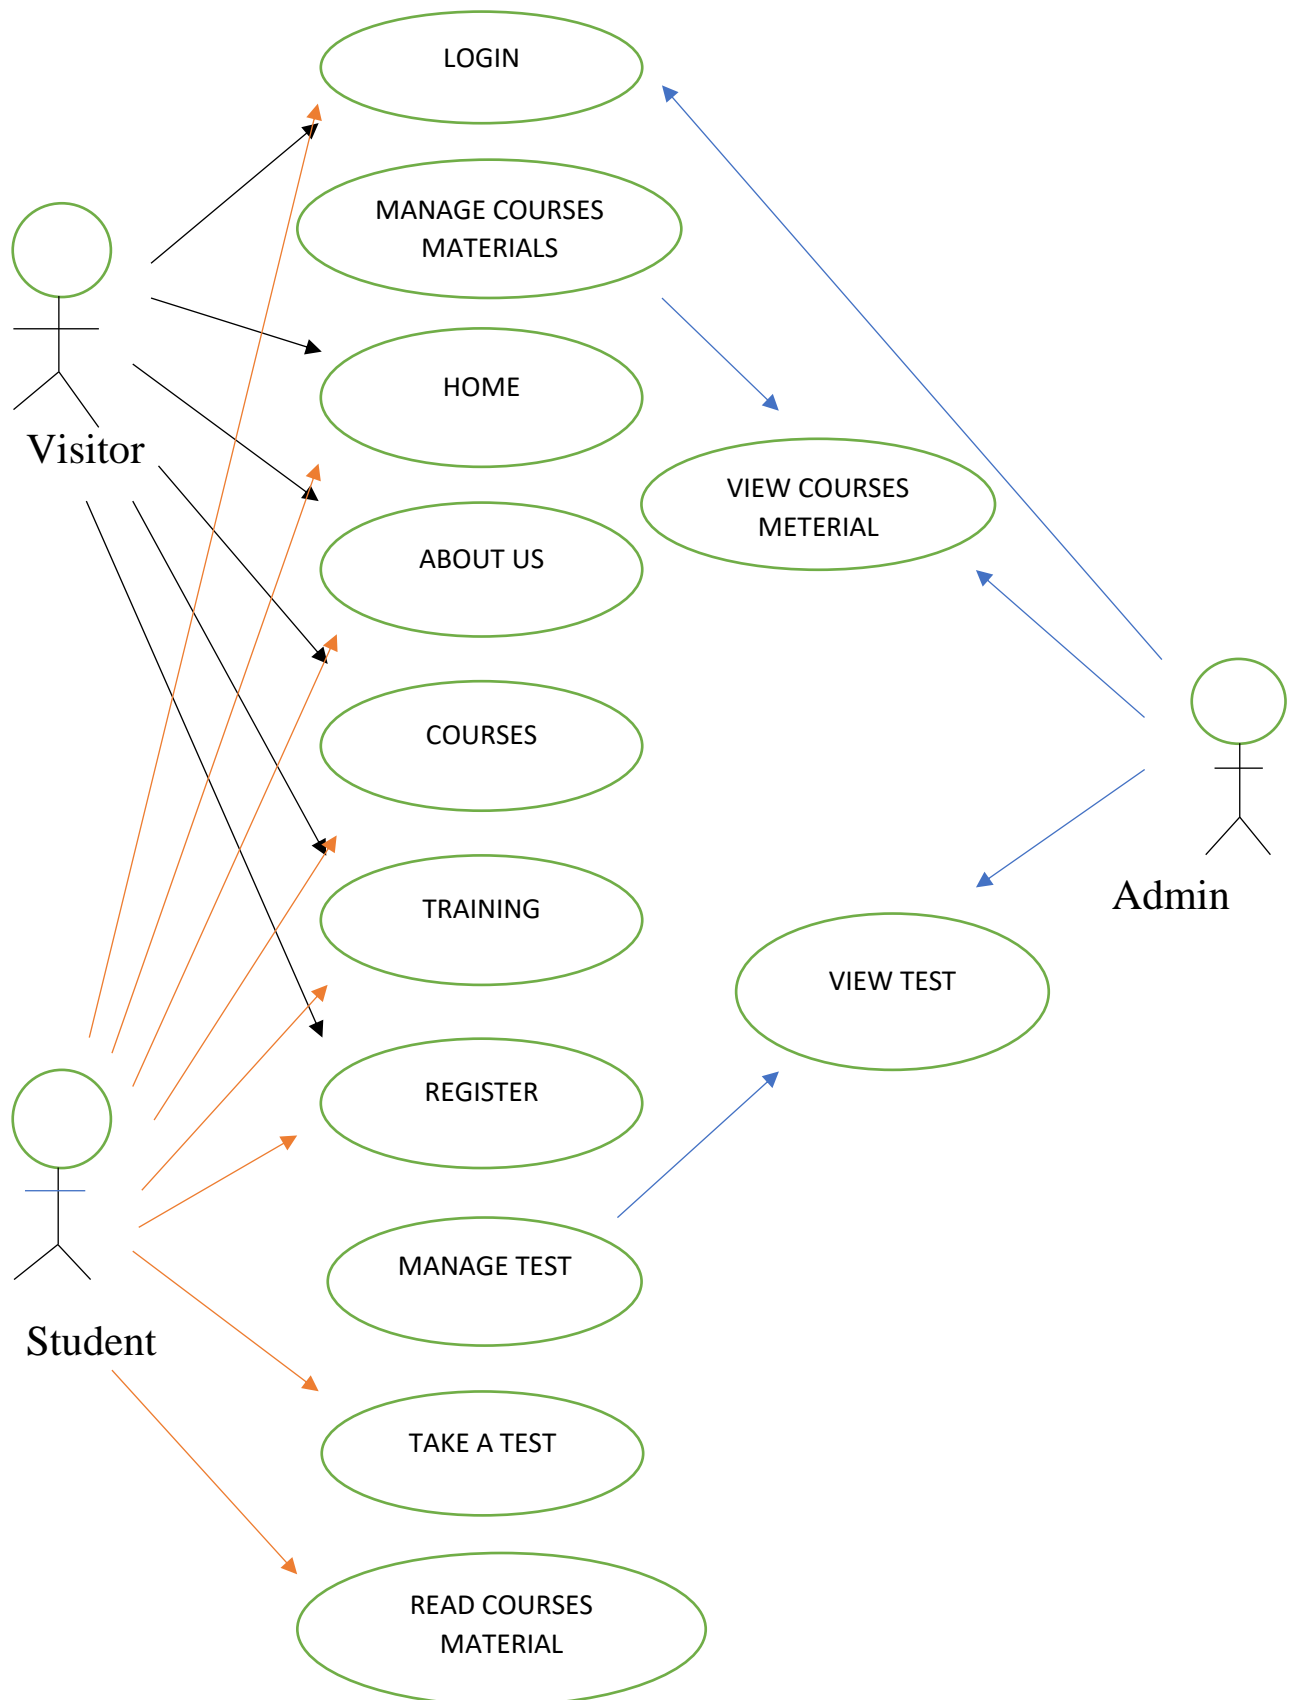 LOGIN
MANAGE COURSES
MATERIALS
HOME
Visitor
VIEW COURSES
METERIAL
ABOUT US
COURSES
Admin
TRAINING
VIEW TEST
REGISTER
MANAGE TEST
Student
TAKE A TEST
READ COURSES
MATERIAL